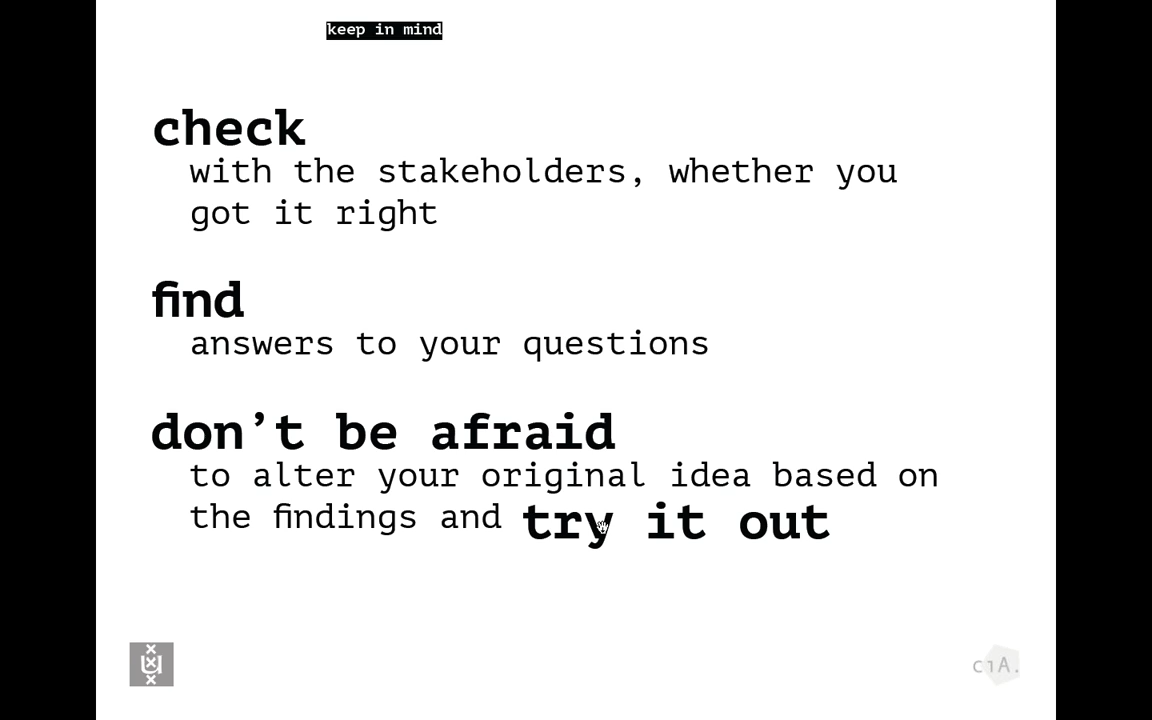 keep in mind
check
with the stakeholders, whether you
got it right
find
answers to your questions
don’t be afraid
to alter your original idea based on
the findings and try it out
c1A.